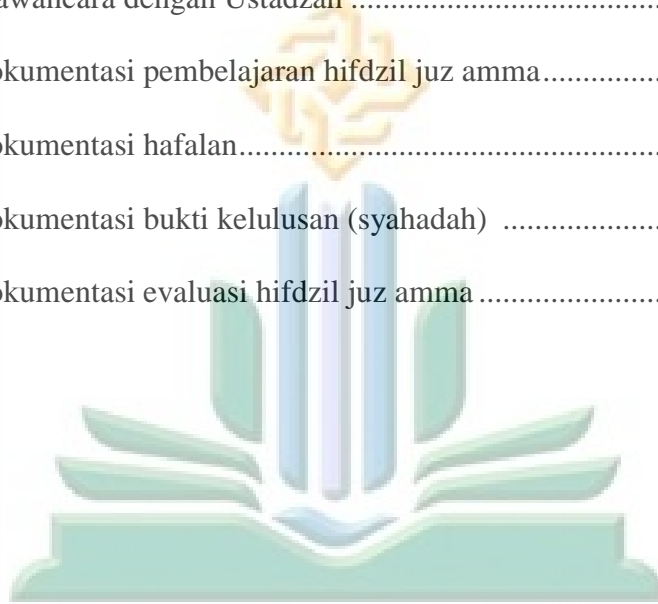 awancara dengan Ustadzah ....................................
okumentasi pembelajaran hifdzil juz amma..............
okumentasi hafalan.....................................................
okumentasi bukti kelulusan (syahadah) ...................
okumentasi evaluasi hifdzil juz amma ......................